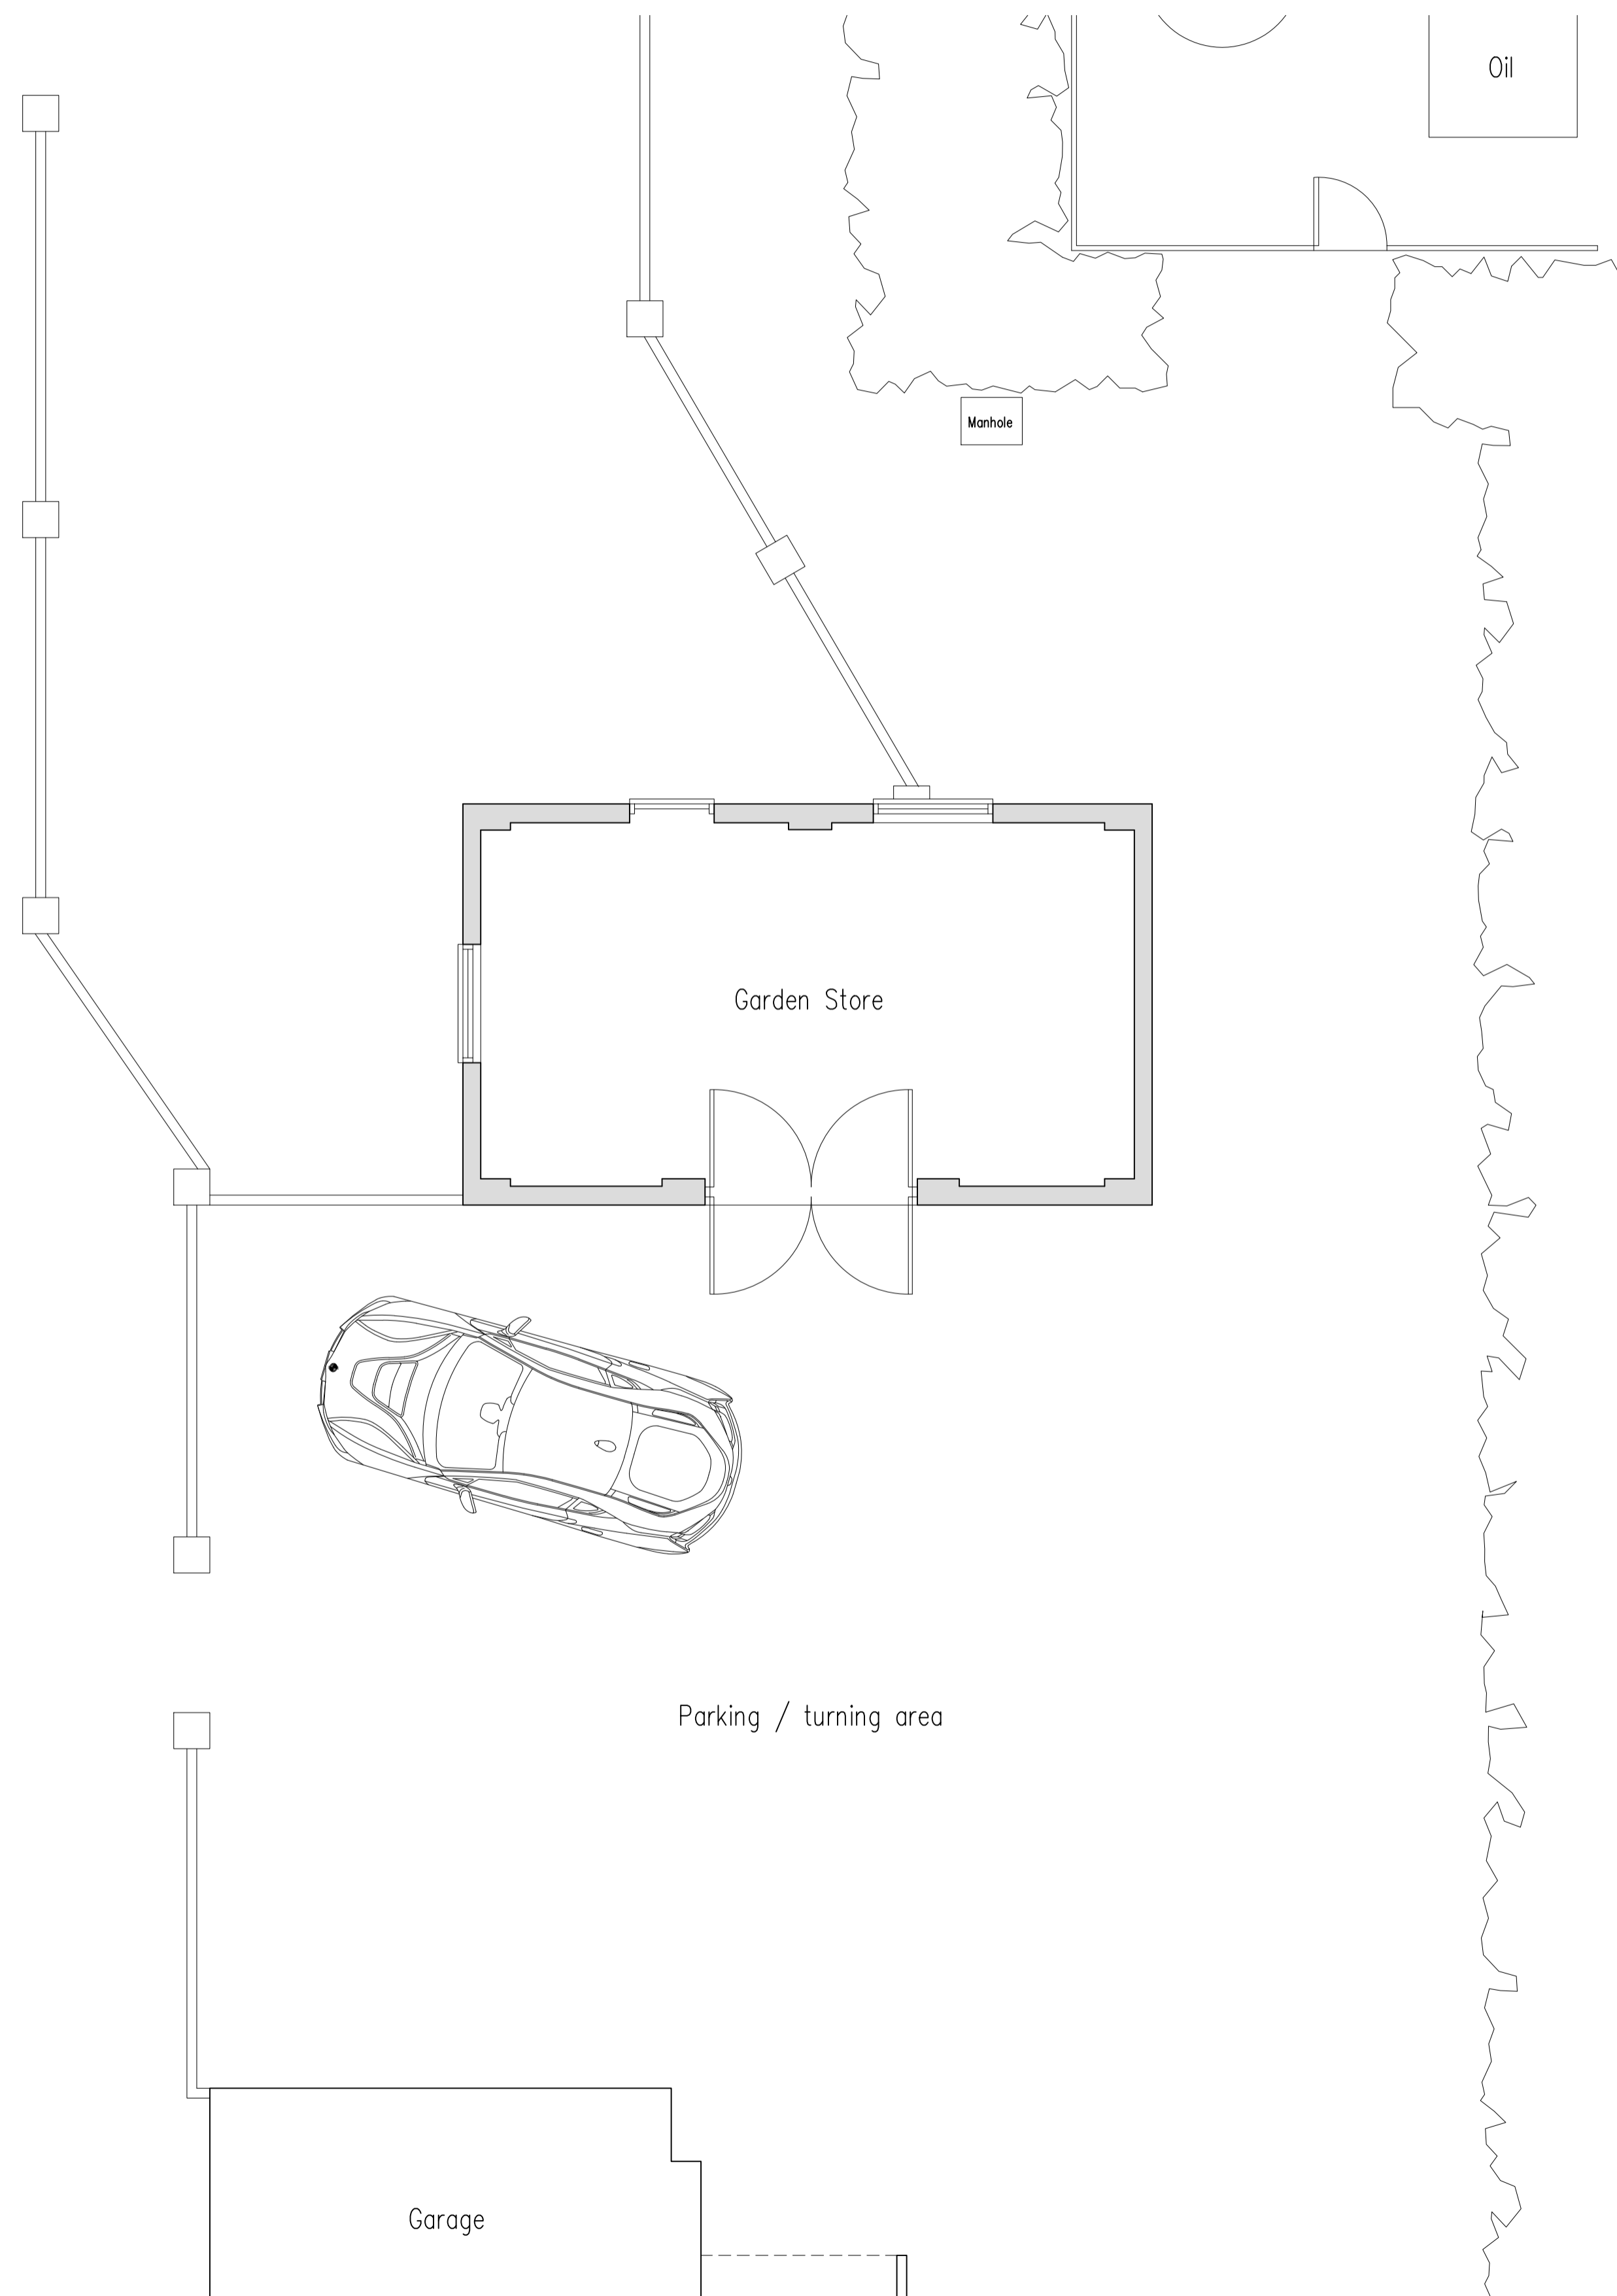 Oil
Manhole
Garden Store
Parking / turning area
Garage